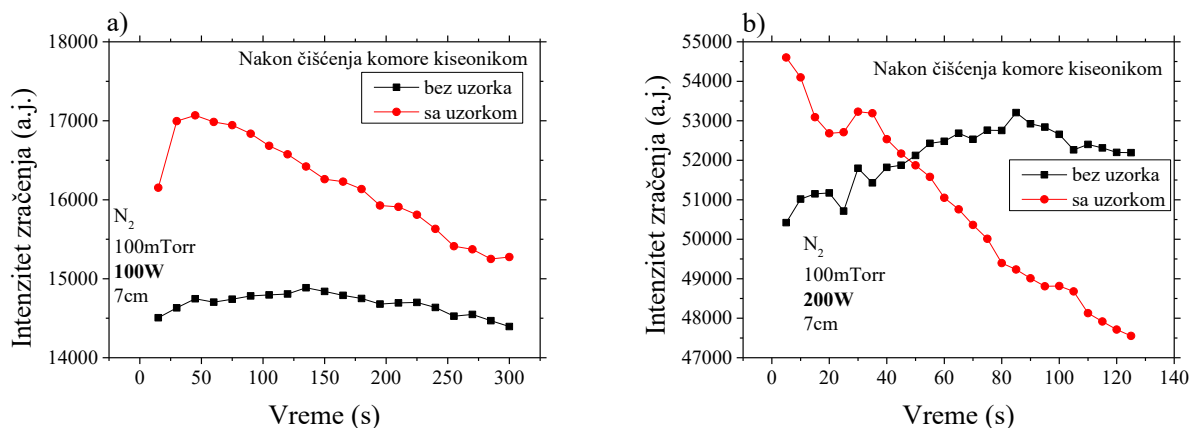 a)
18000
17000
16000
15000
14000
Intenzitet zračenja (a.j.)
Nakon čišćenja komore kiseonikom
bez uzorka
sa uzorkom
N2
100mTorr
100W
7cm
0 50 100 150 200 250 300
Vreme (s)
b)
55000
54000
53000
52000
51000
50000
49000
48000
47000
Intenzitet zračenja (a.j.)
Nakon čišćenja komore kiseonikom
bez uzorka
sa uzorkom
N2
100mTorr
200W
7cm
0 20 40 60 80 100 120 140
Vreme (s)